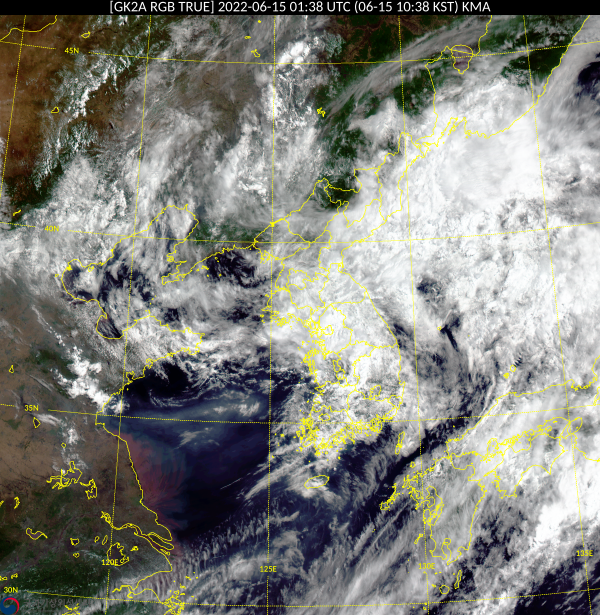 [GK2A RGB TRUE] 2022-06-15 01:38 UTC (06-15 10:38 KST) KMA
45N
40N
35N
120E
125E
130E
135E
30N